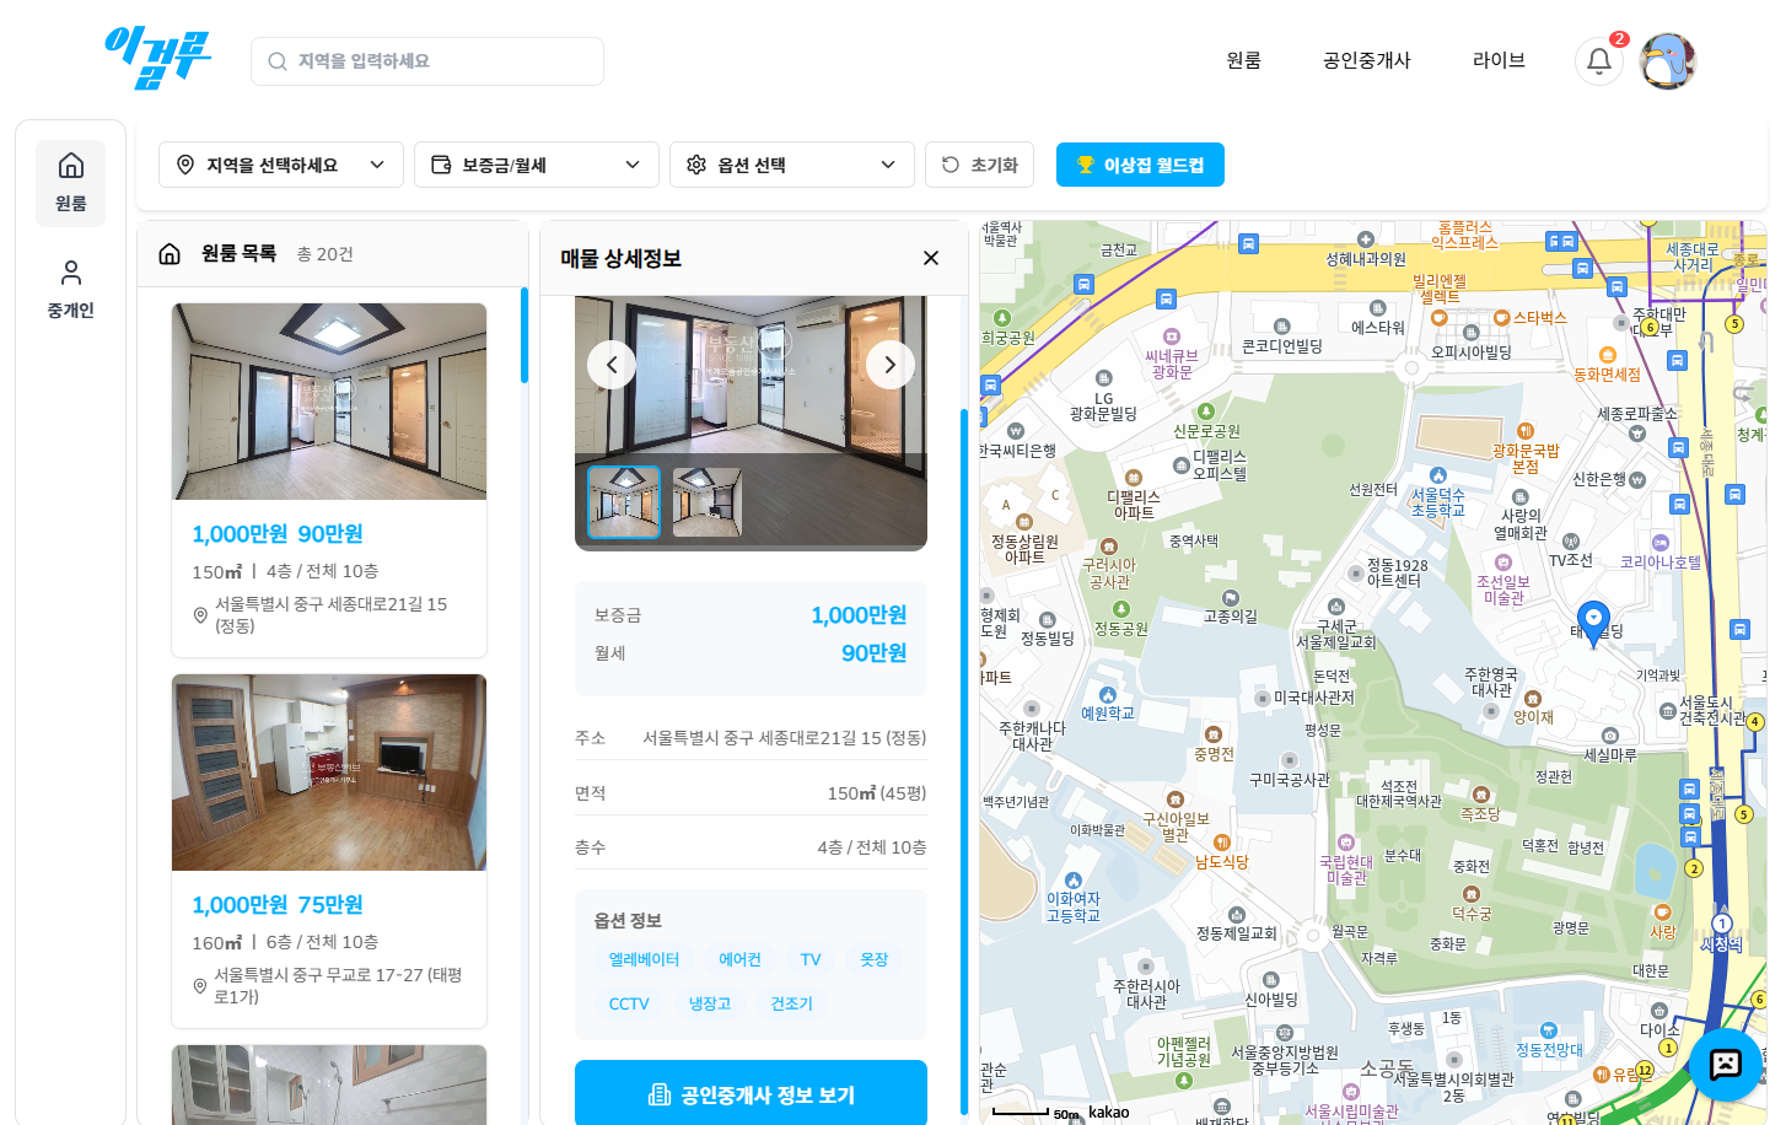 이걸루
지역을 입력하세요
원룸
공인중개사
라이브
2
원룸
중개인
지역을 선택하세요
보증금/월세
옵션 선택
초기화
이상집 월드컵
원룸 목록 총 20건
1,000만원 90만원
150㎡ | 4층 / 전체 10층
서울특별시 중구 세종대로21길 15
(정동)
1,000만원 75만원
160㎡ | 6층 / 전체 10층
서울특별시 중구 무교로 17-27 (태평
로1가)
매물 상세정보
보증금 1,000만원
월세 90만원
주소 서울특별시 중구 세종대로21길 15 (정동)
면적 150㎡ (45평)
층수 4층 / 전체 10층
옵션 정보
엘레베이터 에어컨 TV 옷장
CCTV 냉장고 건조기
공인중개사 정보 보기
박물관
금천교
성혜내과의원
홈플러스
익스프레스
세종대로
사거리
종로
빌리엔젤
셀렉트
에스타워
스타벅스
콘코디언빌딩
오피시아빌딩
주한대만
6
5
희궁공원
씨네큐브
광화문
동화면세점
LG
광화문빌딩
세종로파출소
신문로공원
한국씨티은행
디팰리스
오피스텔
광화문국밥
본점
세종대로
신한은행
A
C
디팰리스
아파트
선원전터
서울덕수
초등학교
사랑의
열매회관
정동상림원
아파트
중역사택
TV조선
코리아나호텔
구러시아
공사관
정동1928
아트센터
조선일보
미술관
고종의길
정동빌딩
정동공원
구세군
서울제일교회
돈덕전
주한영국
대사관
미국대사관저
예원학교
양이재
서울도시
건축전시관
4
주한캐나다
대사관
평성문
중명전
세실마루
구미국공사관
정관헌
석조전
대한제국역사관
즉조당
백주년기념관
구신아일보
별관
이화박물관
5
남도식당
국립현대
미술관
분수대
덕홍전
함녕전
중화전
2
이화여자
고등학교
덕수궁
정동제일교회
월곡문
중화문
광명문
사랑
1
시청역
자격루
대한문
주한러시아
대사관
신아빌딩
후생동
1동
다이소
6
아펜젤러
기념공원
서울중앙지방법원
중부등기소
소공동
정동전망대
1
서울특별시의회별관
2동
12
서울시립미술관
11
50m kakao